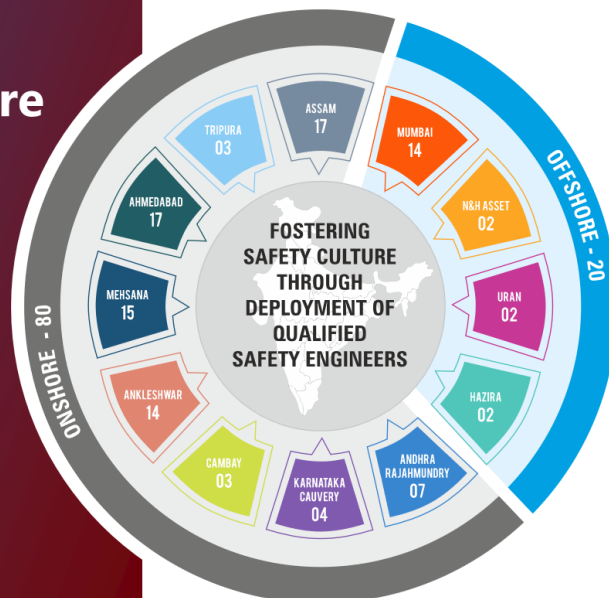 re
FOSTERING
SAFETY CULTURE
THROUGH
DEPLOYMENT OF
QUALIFIED
SAFETY ENGINEERS
ONSHORE - 80
OFFSHORE - 20
ASSAM
17
MUMBAI
14
N&H ASSET
02
URAN
02
HAZIRA
02
ANDHRA
RAJAHMUNDRY
07
KARNATAKA
CAUVERY
04
CAMBAY
03
ANKLESHWAR
14
MEHSANA
15
AHMEDABAD
17
TRIPURA
03